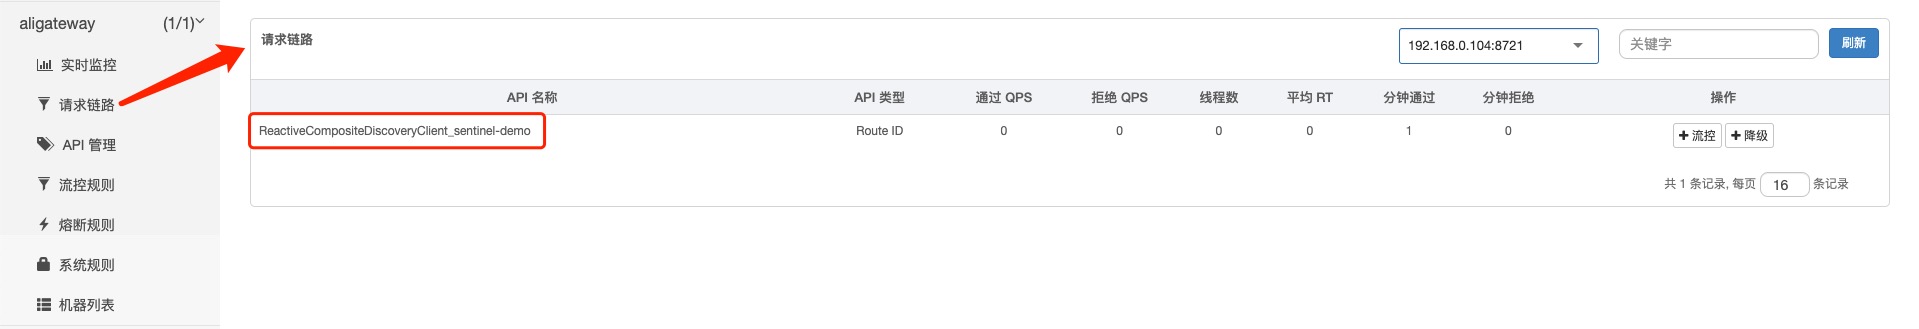 aligateway (1/1)
实时监控
请求链路
API 管理
流控规则
熔断规则
系统规则
机器列表
请求链路 192.168.0.104:8721 关键字 刷新
API 名称 API 类型 通过 QPS 拒绝 QPS 线程数 平均 RT 分钟通过 分钟拒绝 操作
ReactiveCompositeDiscoveryClient_sentinel-demo Route ID 0 0 0 0 1 0 +流控 +降级
共 1 条记录, 每页 16 条记录